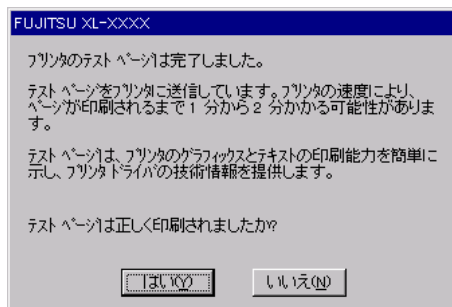 FUJITSU XL-XXXX
プリンタのテスト ページは完了しました。
テスト ページをプリンタに送信しています。プリンタの速度により、
ページが印刷されるまで 1 分から 2 分かかる可能性がありま
す。
テスト ページは、プリンタのグラフィックスとテキストの印刷能力を簡単に
示し、プリンタ ドライバの技術情報を提供します。
テスト ページは正しく印刷されましたか?
はい(Y)
いいえ(N)